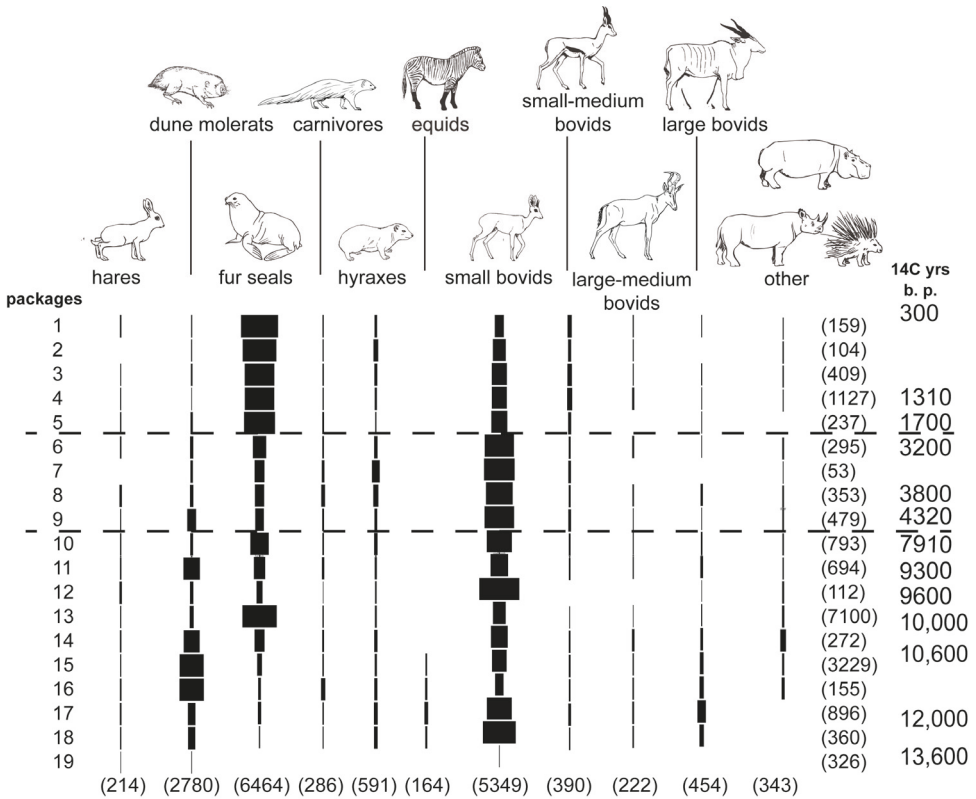 small-medium
bovids
dune molerats carnivores equids large bovids
hares fur seals hyraxes small bovids large-medium
bovids other
14C yrs
b. p.
packages
300
1 (159)
2 (104)
3 (409)
4 (1127) 1310
5 (237) 1700
6 (295) 3200
7 (53)
8 (353) 3800
9 (479) 4320
10 (793) 7910
11 (694) 9300
12 (112) 9600
13 (7100) 10,000
14 (272) 10,600
15 (3229)
16 (155)
17 (896) 12,000
18 (360)
19 (326) 13,600
(214) (2780) (6464) (286) (591) (164) (5349) (390) (222) (454) (343)